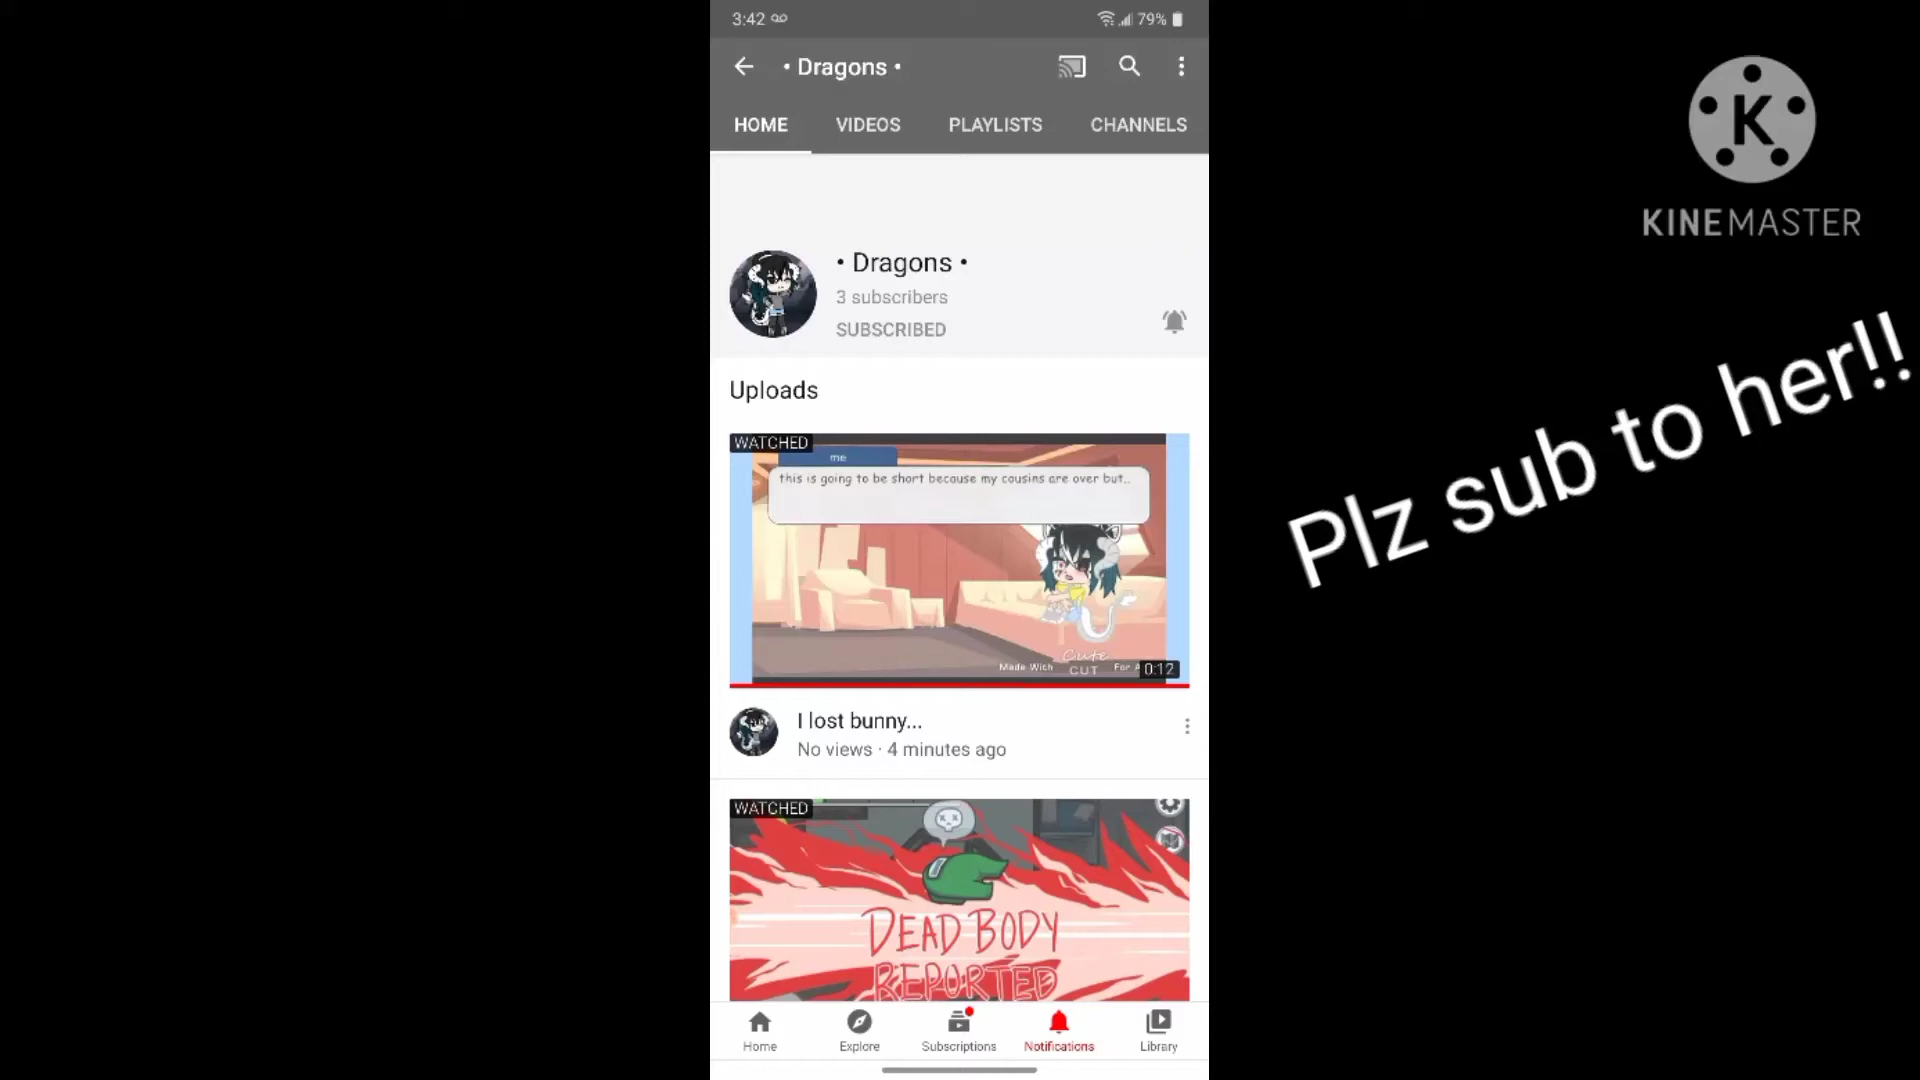 3:42
79%
• Dragons •
HOME VIDEOS PLAYLISTS CHANNELS
• Dragons •
3 subscribers
SUBSCRIBED
Uploads
WATCHED
me
this is going to be short because my cousins are over but..
Made With Cute CUT For A
0:12
I lost bunny...
No views · 4 minutes ago
WATCHED
DEAD BODY
REPORTED
Home Explore Subscriptions Notifications Library
K
KINEMASTER
Plz sub to her!!